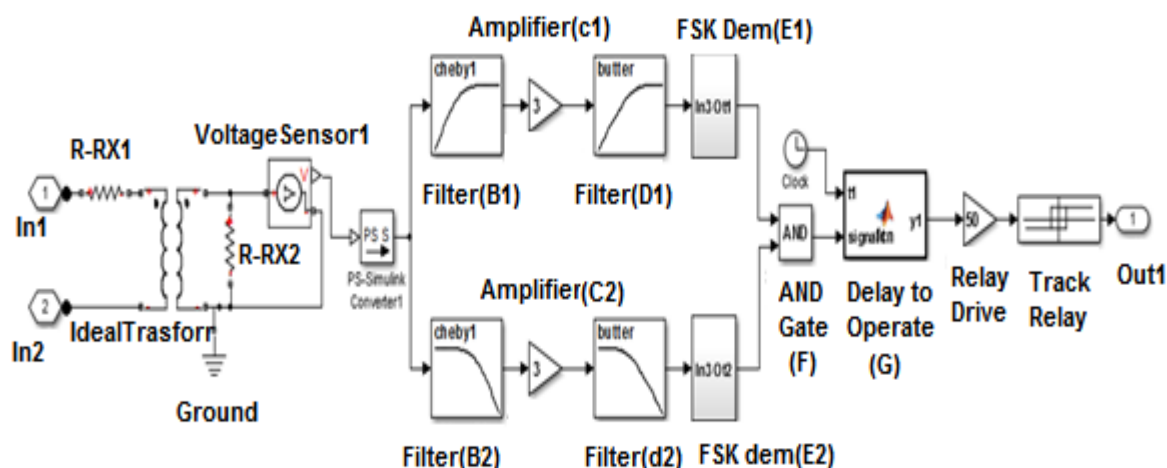 Amplifier(c1)
FSK Dem(E1)
cheby1
3
butter
In3 Ot1
VoltageSensor1
R-RX1
V
Filter(B1)
Filter(D1)
Clock
1
In1
R-RX2
PS S
PS-Simulink
Converter1
t1
signal
fcn
y1
AND
50
1
Out1
2
In2
IdealTrasforr
Ground
Amplifier(C2)
cheby1
3
butter
In3 Ot2
AND
Gate
(F)
Delay to
Operate
(G)
Relay
Drive
Track
Relay
Filter(B2)
Filter(d2)
FSK dem(E2)